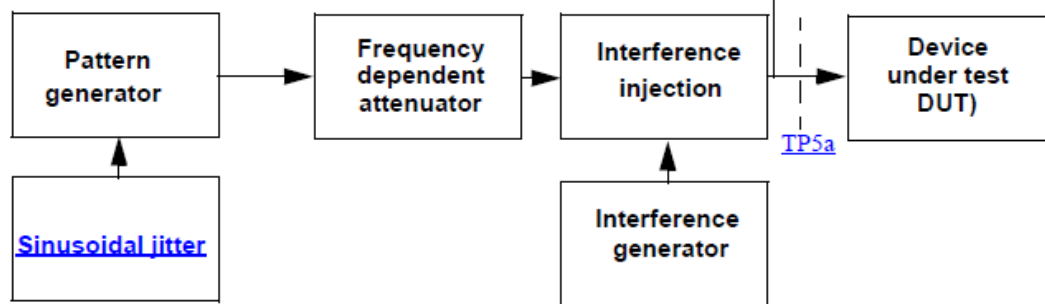 Pattern
generator
Frequency
dependent
attenuator
Interference
injection
Device
under test
DUT)
TP5a
Sinusoidal jitter
Interference
generator